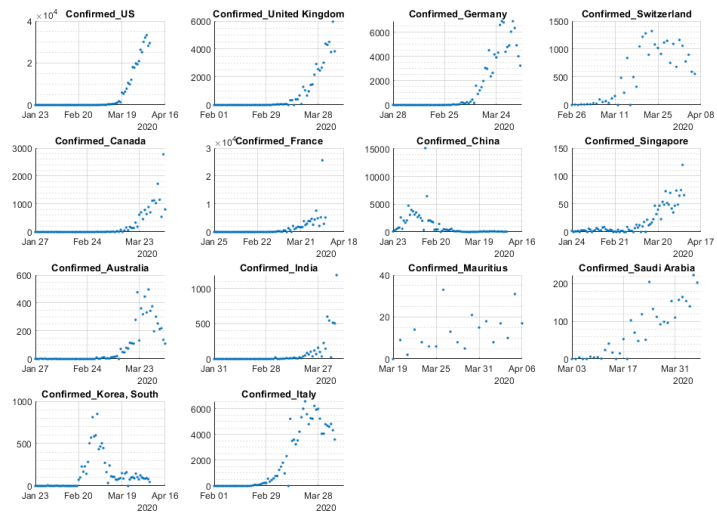 Confirmed_US
×10^4
4
2
0
Jan 23 Feb 20 Mar 19 Apr 16
2020
Confirmed_United Kingdom
6000
4000
2000
0
Feb 01 Feb 29 Mar 28
2020
Confirmed_Germany
6000
4000
2000
0
Jan 28 Feb 25 Mar 24
2020
Confirmed_Switzerland
1500
1000
500
0
Feb 26 Mar 11 Mar 25 Apr 08
2020
Confirmed_Canada
3000
2000
1000
0
Jan 27 Feb 24 Mar 23
2020
Confirmed_France
×10^4
3
2
1
0
Jan 25 Feb 22 Mar 21 Apr 18
2020
Confirmed_China
15000
10000
5000
0
Jan 23 Feb 20 Mar 19 Apr 16
2020
Confirmed_Singapore
150
100
50
0
Jan 24 Feb 21 Mar 20 Apr 17
2020
Confirmed_Australia
600
400
200
0
Jan 27 Feb 24 Mar 23
2020
Confirmed_India
1000
500
0
Jan 31 Feb 28 Mar 27
2020
Confirmed_Mauritius
40
20
0
Mar 19 Mar 25 Mar 31 Apr 06
2020
Confirmed_Saudi Arabia
200
100
0
Mar 03 Mar 17 Mar 31
2020
Confirmed_Korea, South
1000
500
0
Jan 23 Feb 20 Mar 19 Apr 16
2020
Confirmed_Italy
6000
4000
2000
0
Feb 01 Feb 29 Mar 28
2020